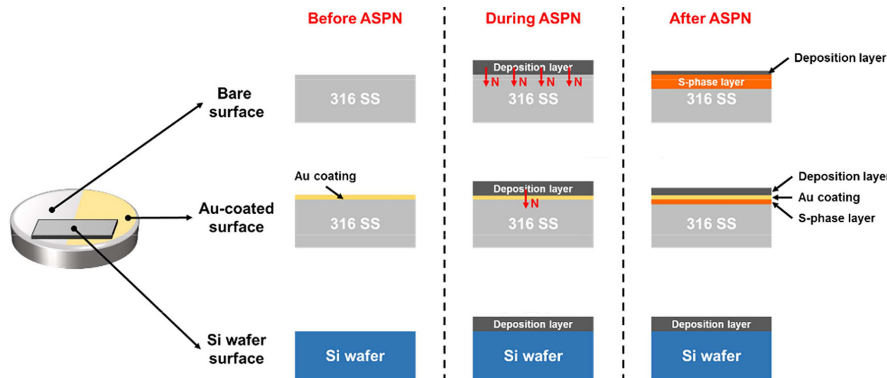 Before ASPN
During ASPN
After ASPN
Bare
surface
316 SS
Deposition layer
N N N N
316 SS
S-phase layer
316 SS
Deposition layer
Au-coated
surface
Au coating
316 SS
Deposition layer
N
316 SS
316 SS
Deposition layer
Au coating
S-phase layer
Si wafer
surface
Si wafer
Deposition layer
Si wafer
Deposition layer
Si wafer